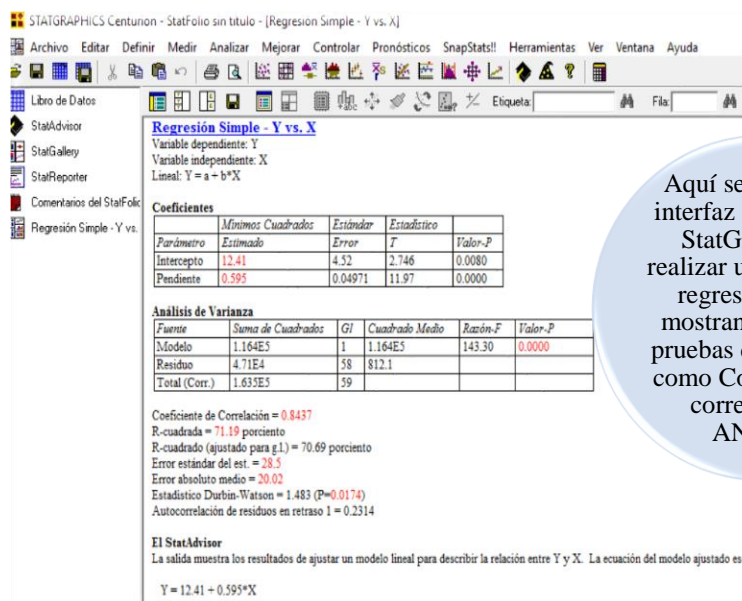 STATGRAPHICS Centurion - StatFolio sin título - [Regresión Simple - Y vs. X]
Archivo Editar Definir Medir Analizar Mejorar Controlar Pronósticos SnapStats!! Herramientas Ver Ventana Ayuda
Etiqueta: Fila:
Libro de Datos
StatAdvisor
StatGallery
StatReporter
Comentarios del StatFolio
Regresión Simple - Y vs.
Regresión Simple - Y vs. X
Variable dependiente: Y
Variable independiente: X
Lineal: Y = a + b*X
Coeficientes
Mínimos Cuadrados Estándar Estadístico
Parámetro Estimado Error T Valor-P
Intercepto 12.41 4.52 2.746 0.0080
Pendiente 0.595 0.04971 11.97 0.0000
Análisis de Varianza
Fuente Suma de Cuadrados Gl Cuadrado Medio Razón-F Valor-P
Modelo 1.164E5 1 1.164E5 143.30 0.0000
Residuo 4.71E4 58 812.1
Total (Corr.) 1.635E5 59
Coeficiente de Correlación = 0.8437
R-cuadrada = 71.19 porciento
R-cuadrado (ajustado para g.l.) = 70.69 porciento
Error estándar del est. = 28.5
Error absoluto medio = 20.02
Estadístico Durbin-Watson = 1.483 (P=0.0174)
Autocorrelación de residuos en retraso 1 = 0.2314
El StatAdvisor
La salida muestra los resultados de ajustar un modelo lineal para describir la relación entre Y y X. La ecuación del modelo ajustado es
Y = 12.41 + 0.595*X
Aquí se
interfaz
StatG
realizar u
regres
mostran
pruebas
como Co
corre
AN